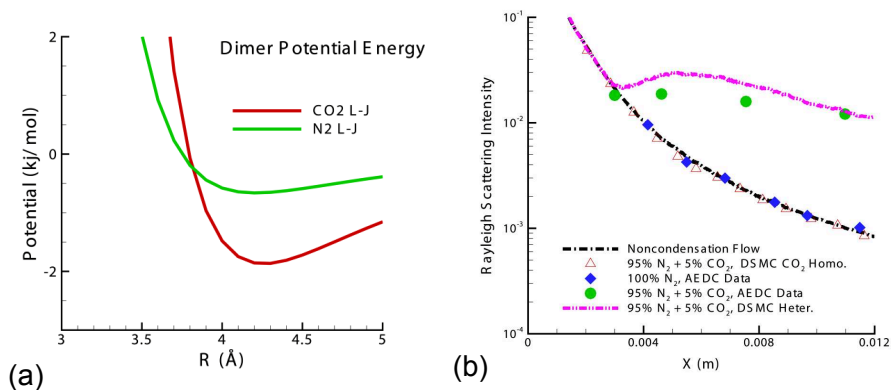 2
0
-2
3
3.5
4
4.5
5
Potential (kj/ mol)
R (Å)
Dimer Potential Energy
CO2 L-J
N2 L-J
(a)
10⁻¹
10⁻²
10⁻³
10⁻⁴
0
0.004
0.008
0.012
Rayleigh Scattering Intensity
X (m)
Noncondensation Flow
95% N₂ + 5% CO₂, DSMC CO₂ Homo.
100% N₂, AEDC Data
95% N₂ + 5% CO₂, AEDC Data
95% N₂ + 5% CO₂, DSMC Heter.
(b)